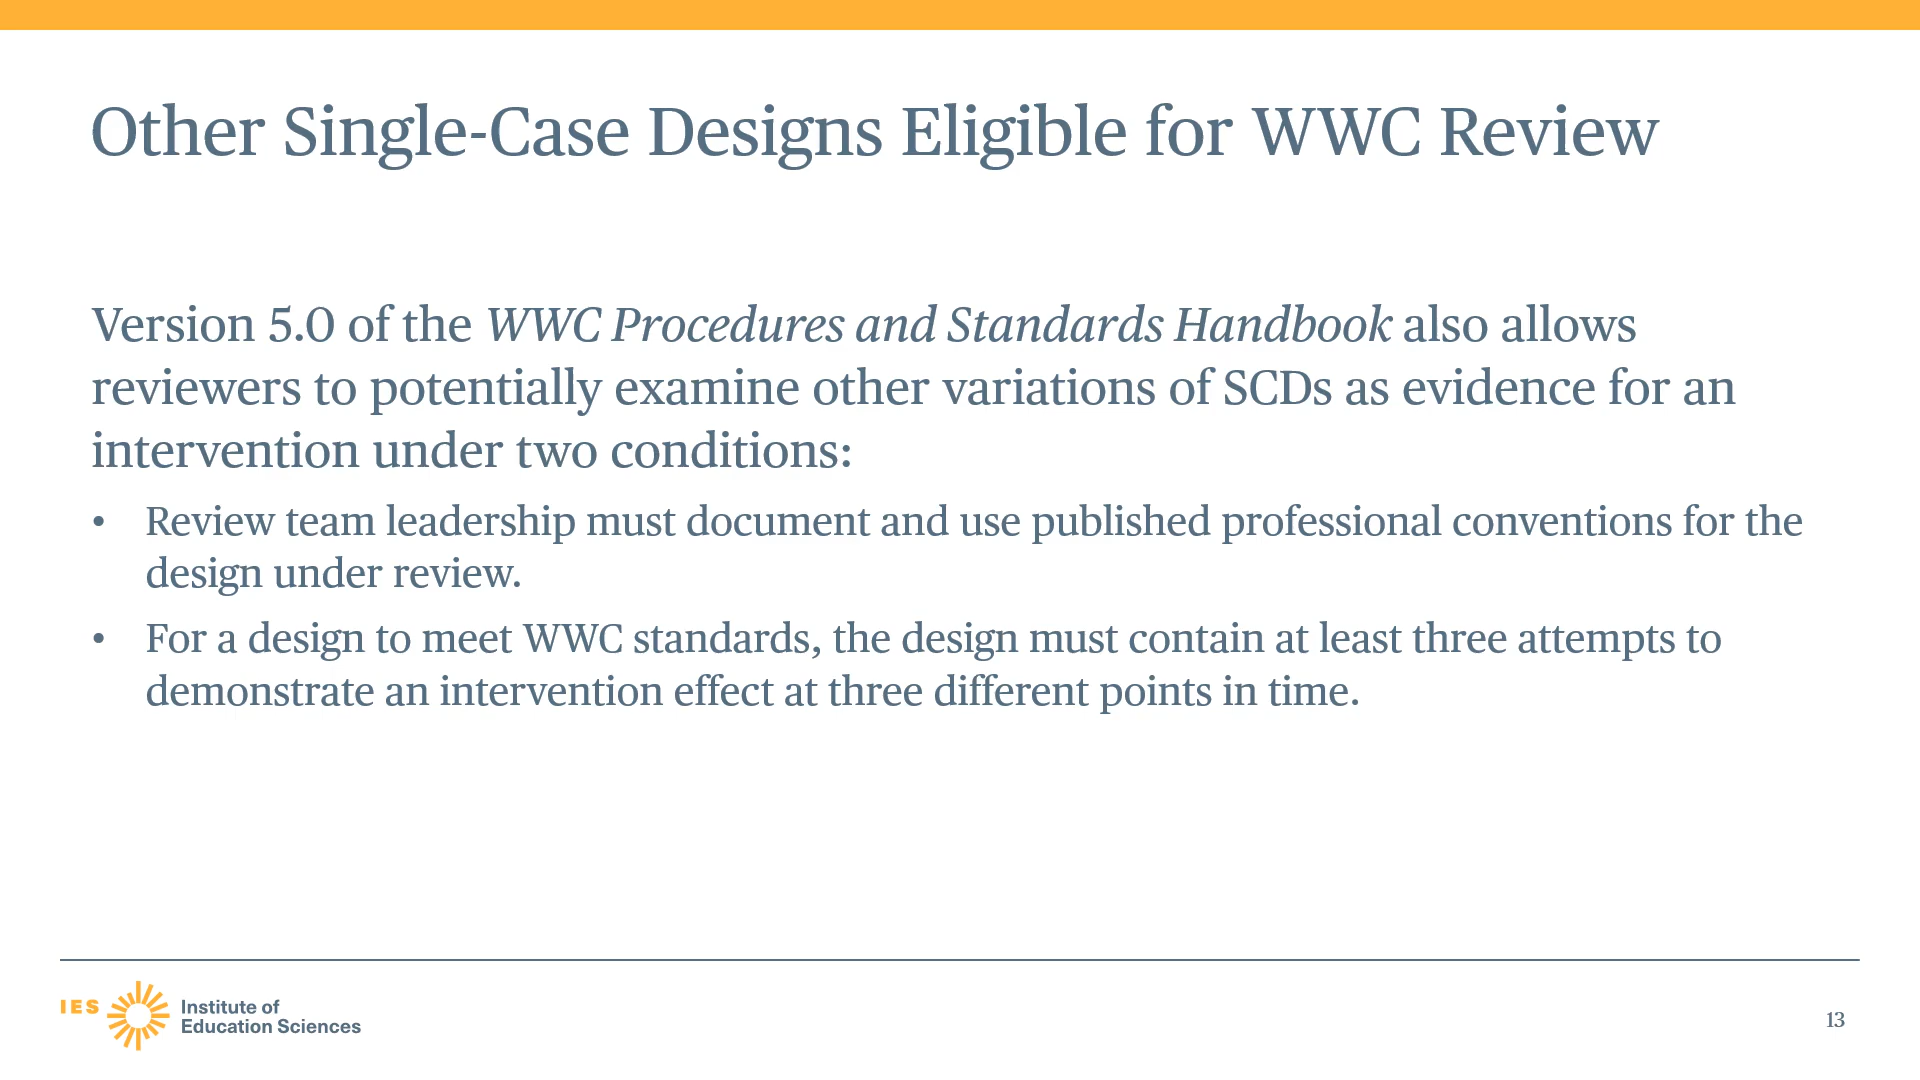 Other Single-Case Designs Eligible for WWC Review
Version 5.0 of the WWC Procedures and Standards Handbook also allows
reviewers to potentially examine other variations of SCDs as evidence for an
intervention under two conditions:
• Review team leadership must document and use published professional conventions for the
design under review.
• For a design to meet WWC standards, the design must contain at least three attempts to
demonstrate an intervention effect at three different points in time.
IES
Institute of
Education Sciences
13